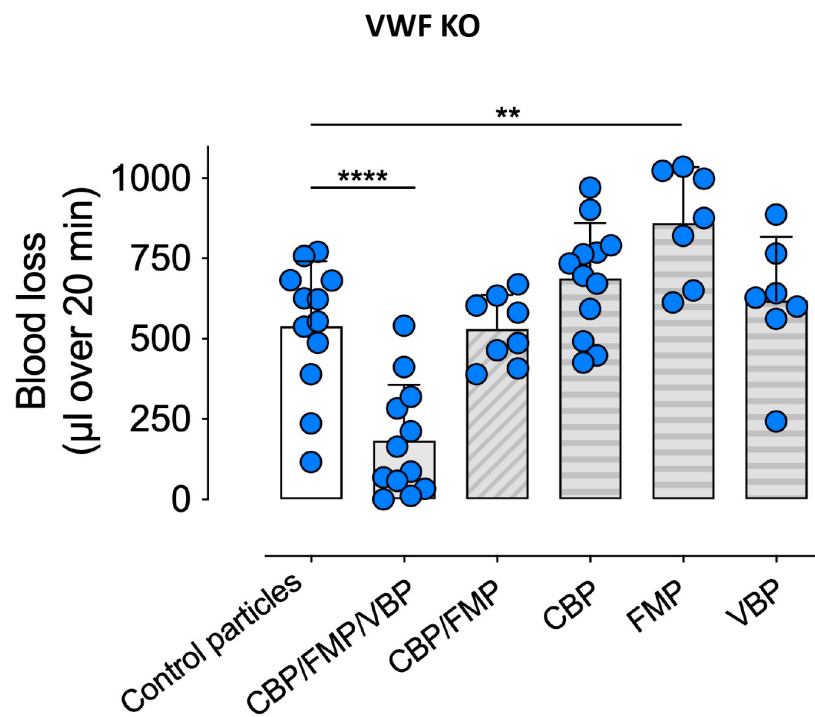 VWF KO
**
****
Blood loss
(µl over 20 min)
1000
750
500
250
0
Control particles
CBP/FMP/VBP
CBP/FMP
CBP
FMP
VBP